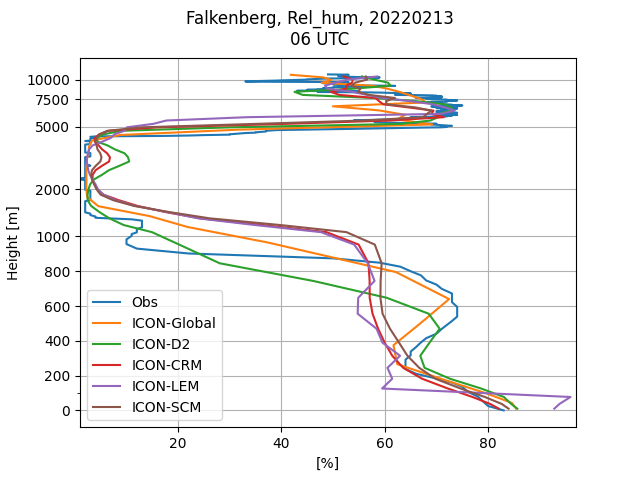 Falkenberg, Rel_hum, 20220213
06 UTC
10000
7500
5000
2000
1000
800
600
400
200
0
Height [m]
Obs
ICON-Global
ICON-D2
ICON-CRM
ICON-LEM
ICON-SCM
20
40
60
80
[%]